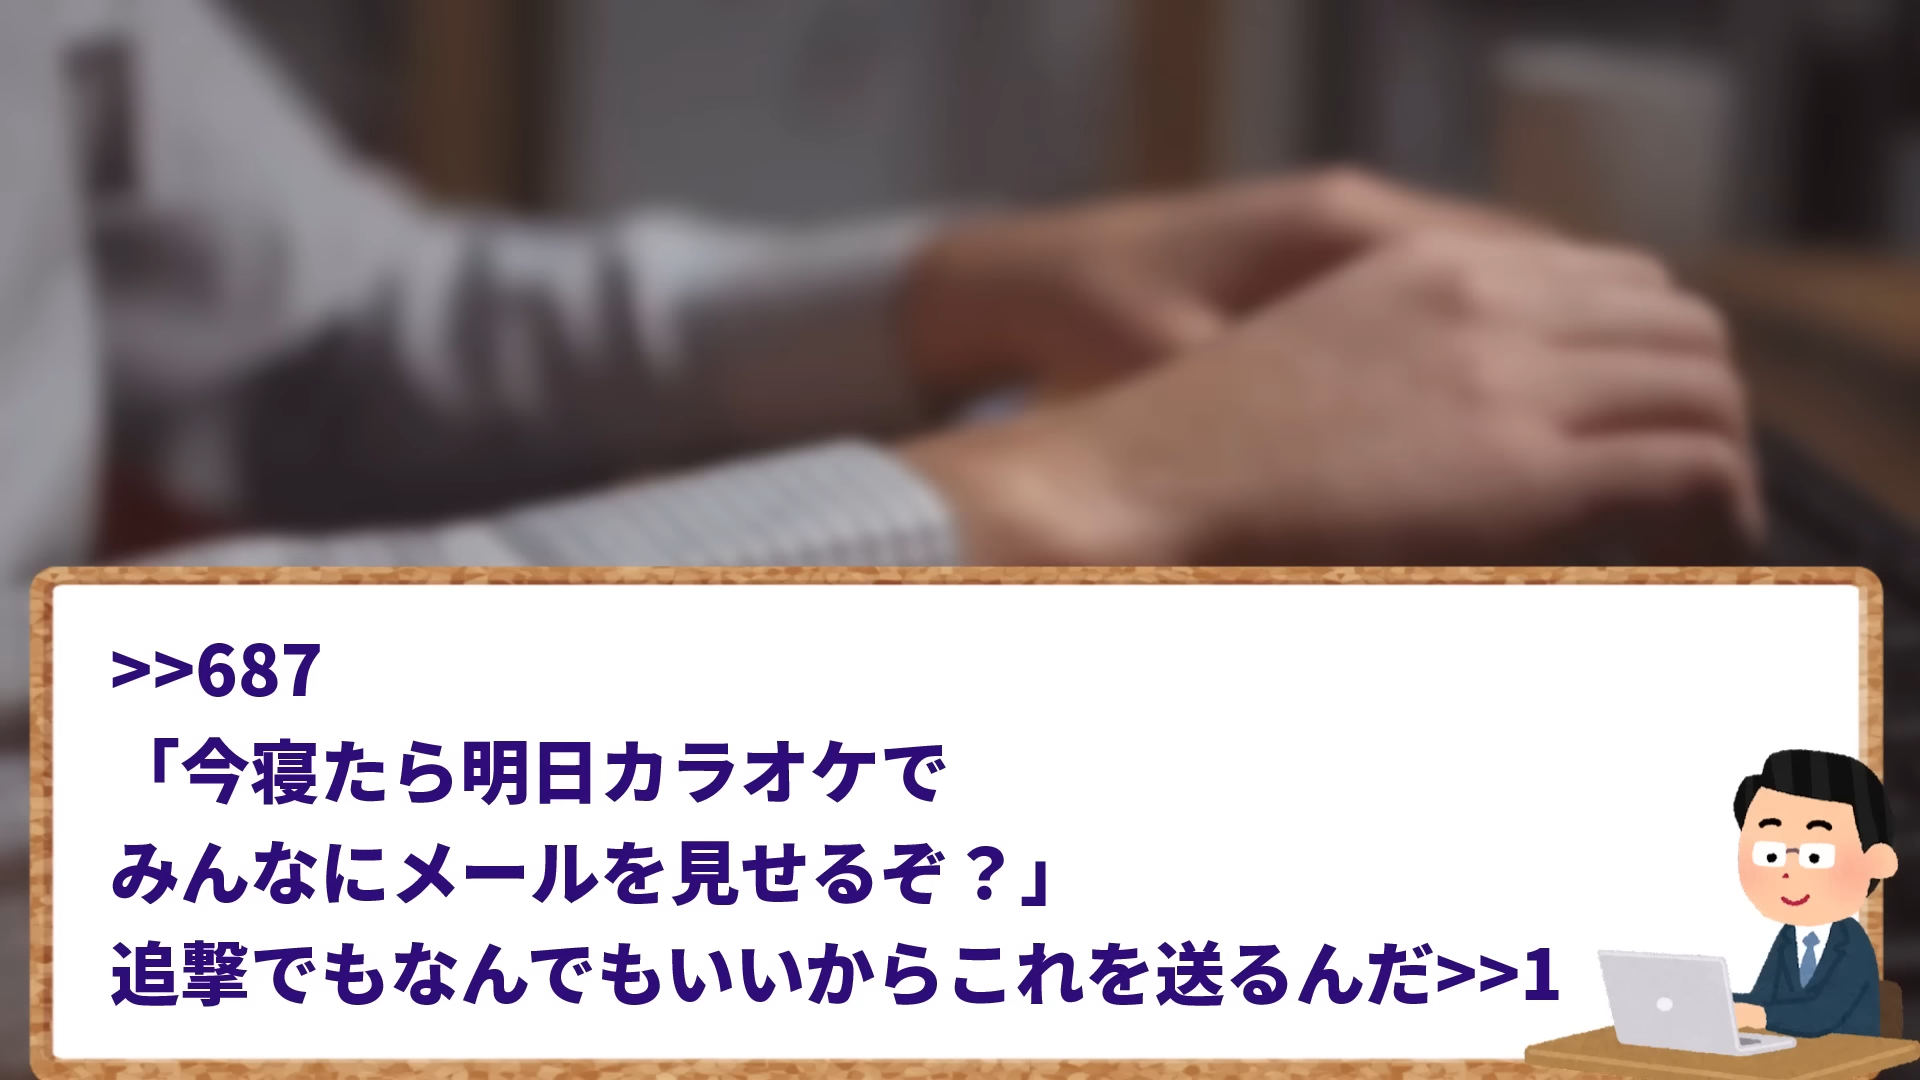 >>687
「今寝たら明日カラオケで
みんなにメールを見せるぞ？」
追撃でもなんでもいいからこれを送るんだ>>1